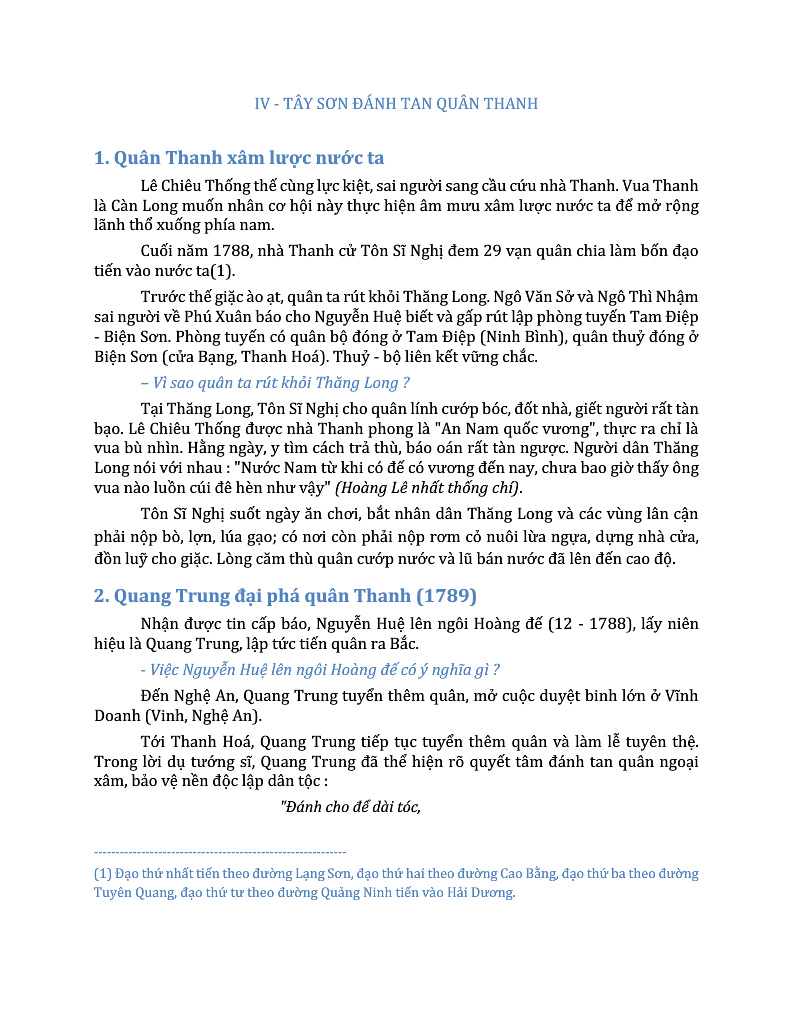 IV - TÂY SƠN ĐÁNH TAN QUÂN THANH
1. Quân Thanh xâm lược nước ta
Lê Chiêu Thống thế cùng lực kiệt, sai người sang cầu cứu nhà Thanh. Vua Thanh
là Càn Long muốn nhân cơ hội này thực hiện âm mưu xâm lược nước ta để mở rộng
lãnh thổ xuống phía nam.
Cuối năm 1788, nhà Thanh cử Tôn Sĩ Nghị đem 29 vạn quân chia làm bốn đạo
tiến vào nước ta(1).
Trước thế giặc ào ạt, quân ta rút khỏi Thăng Long. Ngô Văn Sở và Ngô Thì Nhậm
sai người về Phú Xuân báo cho Nguyễn Huệ biết và gấp rút lập phòng tuyến Tam Điệp
- Biện Sơn. Phòng tuyến có quân bộ đóng ở Tam Điệp (Ninh Bình), quân thuỷ đóng ở
Biện Sơn (cửa Bạng, Thanh Hoá). Thuỷ - bộ liên kết vững chắc.
– Vì sao quân ta rút khỏi Thăng Long ?
Tại Thăng Long, Tôn Sĩ Nghị cho quân lính cướp bóc, đốt nhà, giết người rất tàn
bạo. Lê Chiêu Thống được nhà Thanh phong là "An Nam quốc vương", thực ra chỉ là
vua bù nhìn. Hằng ngày, y tìm cách trả thù, báo oán rất tàn ngược. Người dân Thăng
Long nói với nhau : "Nước Nam từ khi có đế có vương đến nay, chưa bao giờ thấy ông
vua nào luồn cúi đê hèn như vậy" (Hoàng Lê nhất thống chí).
Tôn Sĩ Nghị suốt ngày ăn chơi, bắt nhân dân Thăng Long và các vùng lân cận
phải nộp bò, lợn, lúa gạo; có nơi còn phải nộp rơm cỏ nuôi lừa ngựa, dựng nhà cửa,
đồn luỹ cho giặc. Lòng căm thù quân cướp nước và lũ bán nước đã lên đến cao độ.
2. Quang Trung đại phá quân Thanh (1789)
Nhận được tin cấp báo, Nguyễn Huệ lên ngôi Hoàng đế (12 - 1788), lấy niên
hiệu là Quang Trung, lập tức tiến quân ra Bắc.
- Việc Nguyễn Huệ lên ngôi Hoàng đế có ý nghĩa gì ?
Đến Nghệ An, Quang Trung tuyển thêm quân, mở cuộc duyệt binh lớn ở Vĩnh
Doanh (Vinh, Nghệ An).
Tới Thanh Hoá, Quang Trung tiếp tục tuyển thêm quân và làm lễ tuyên thệ.
Trong lời dụ tướng sĩ, Quang Trung đã thể hiện rõ quyết tâm đánh tan quân ngoại
xâm, bảo vệ nền độc lập dân tộc :
"Đánh cho để dài tóc,
-----------------------------------------------------------
(1) Đạo thứ nhất tiến theo đường Lạng Sơn, đạo thứ hai theo đường Cao Bằng, đạo thứ ba theo đường
Tuyên Quang, đạo thứ tư theo đường Quảng Ninh tiến vào Hải Dương.